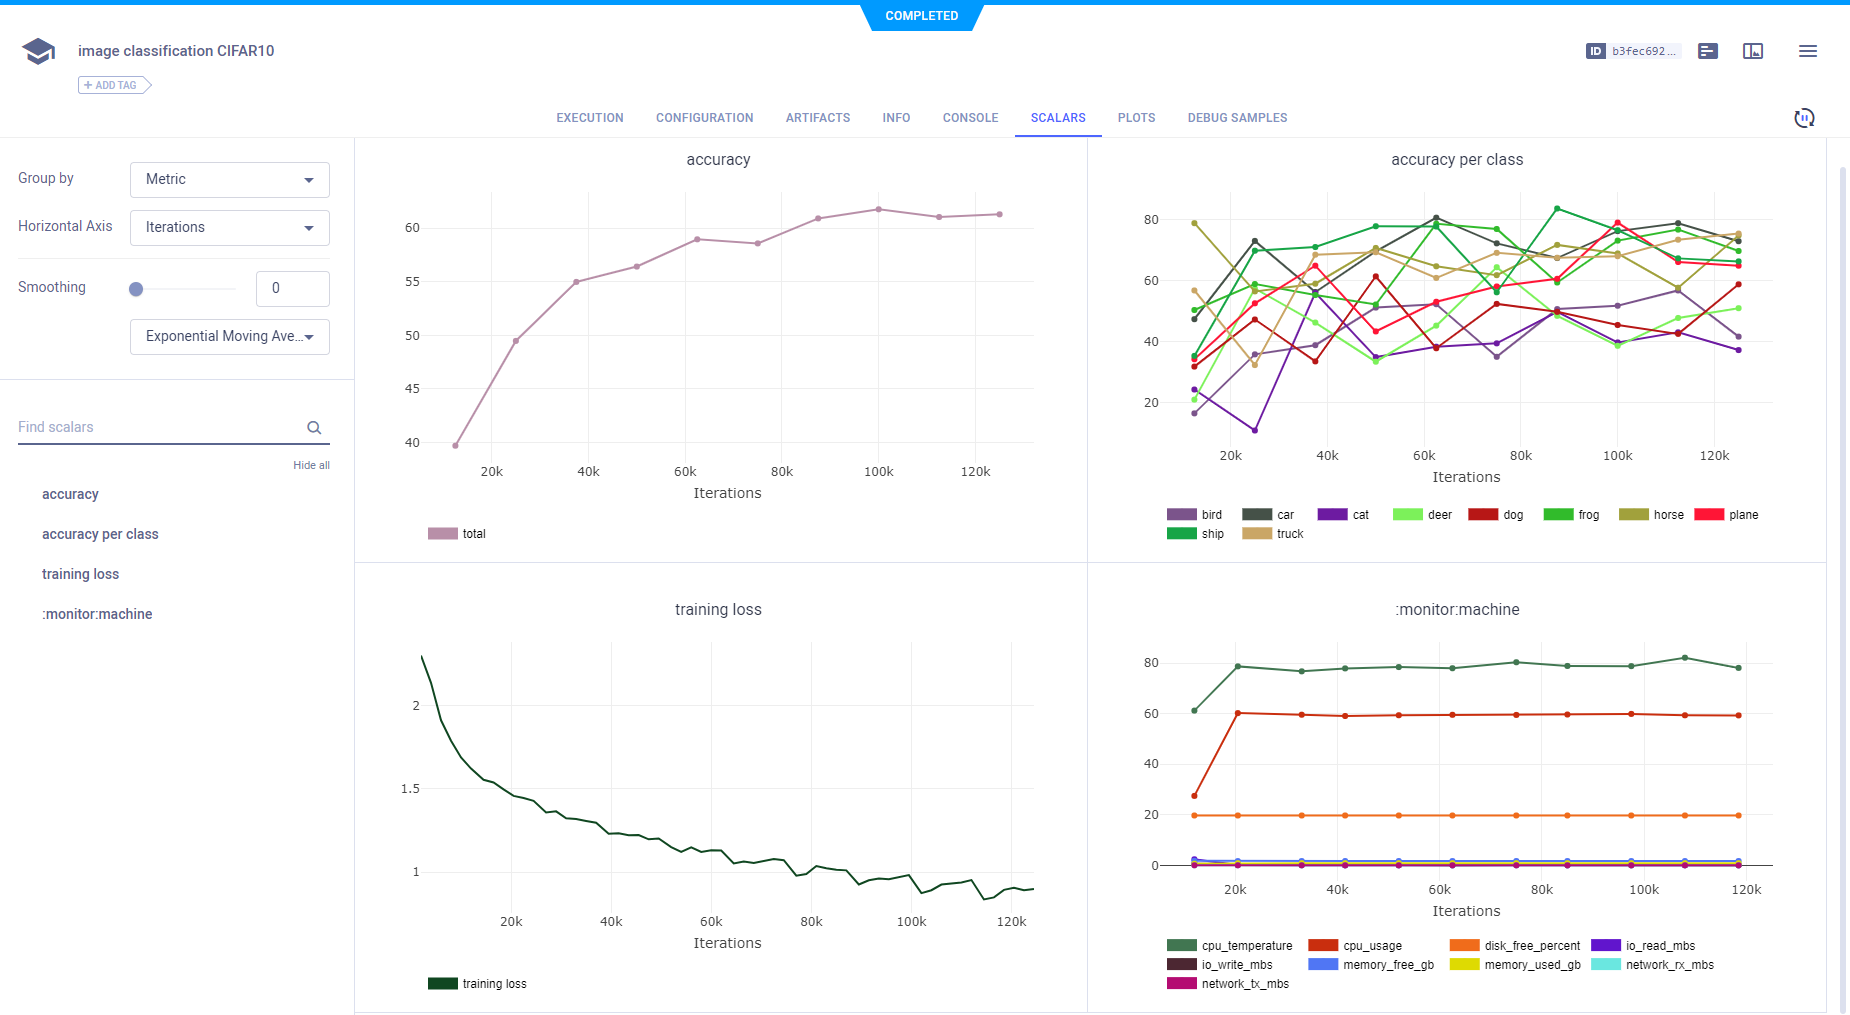 COMPLETED
image classification CIFAR10
ID b3fec692...
+ ADD TAG
EXECUTION CONFIGURATION ARTIFACTS INFO CONSOLE SCALARS PLOTS DEBUG SAMPLES
Group by Metric
Horizontal Axis Iterations
Smoothing 0
Exponential Moving Ave...
Find scalars
Hide all
accuracy
accuracy per class
training loss
:monitor:machine
accuracy
60
55
50
45
40
20k 40k 60k 80k 100k 120k
Iterations
total
accuracy per class
80
60
40
20
20k 40k 60k 80k 100k 120k
Iterations
bird car cat deer dog frog horse plane
ship truck
training loss
2
1.5
1
20k 40k 60k 80k 100k 120k
Iterations
training loss
:monitor:machine
80
60
40
20
0
20k 40k 60k 80k 100k 120k
Iterations
cpu_temperature cpu_usage disk_free_percent io_read_mbs
io_write_mbs memory_free_gb memory_used_gb network_rx_mbs
network_tx_mbs